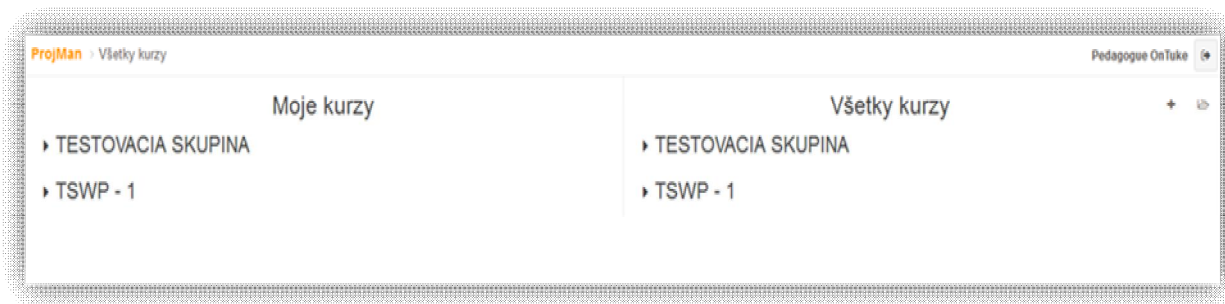 ProjMan > Všetky kurzy
Pedagogue OnTuke
Moje kurzy
TESTOVACIA SKUPINA
TSWP - 1
Všetky kurzy
TESTOVACIA SKUPINA
TSWP - 1